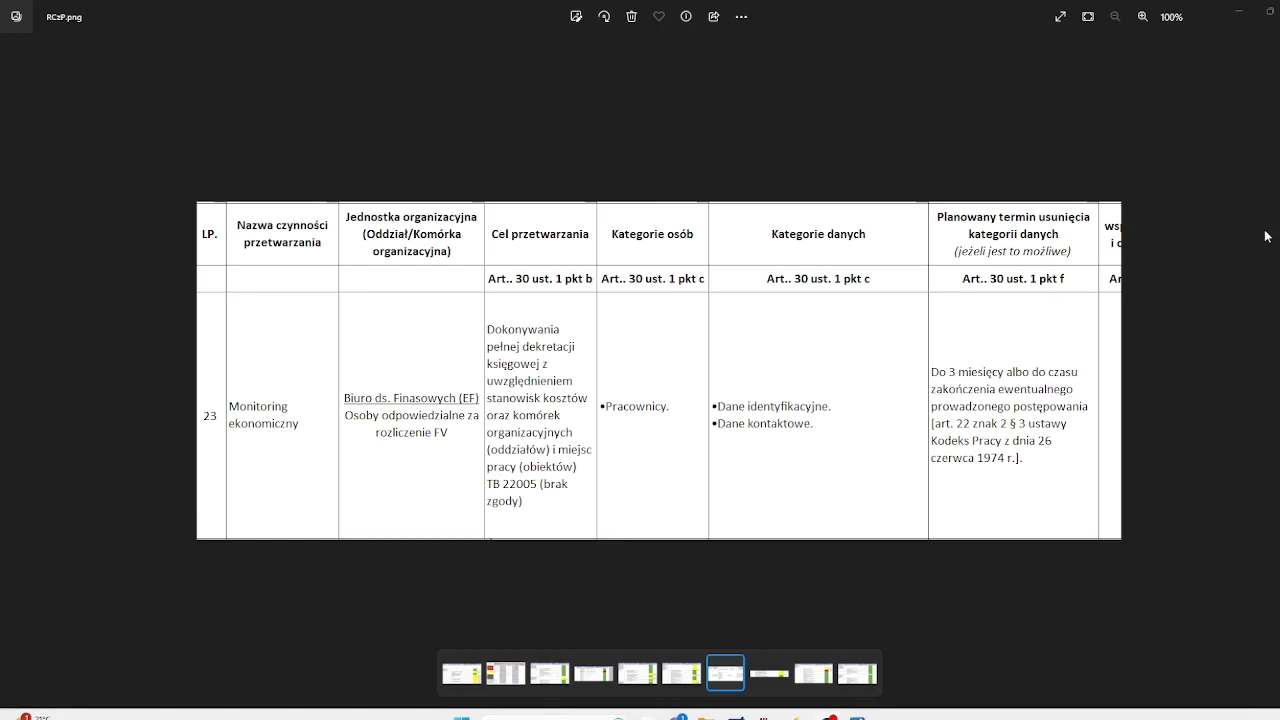 RCzP.png
100%
LP.
Nazwa czynności
przetwarzania
Jednostka organizacyjna
(Oddział/Komórka
organizacyjna)
Cel przetwarzania
Kategorie osób
Kategorie danych
Planowany termin usunięcia
kategorii danych
(jeżeli jest to możliwe)
Art.. 30 ust. 1 pkt b
Art.. 30 ust. 1 pkt c
Art.. 30 ust. 1 pkt c
Art.. 30 ust. 1 pkt f
23
Monitoring
ekonomiczny
Biuro ds. Finasowych (EF)
Osoby odpowiedzialne za
rozliczenie FV
Dokonywania
pełnej dekretacji
księgowej z
uwzględnieniem
stanowisk kosztów
oraz komórek
organizacyjnych
(oddziałów) i miejsc
pracy (obiektów)
TB 22005 (brak
zgody)
•Pracownicy.
•Dane identyfikacyjne.
•Dane kontaktowe.
Do 3 miesięcy albo do czasu
zakończenia ewentualnego
prowadzonego postępowania
[art. 22 znak 2 § 3 ustawy
Kodeks Pracy z dnia 26
czerwca 1974 r.].